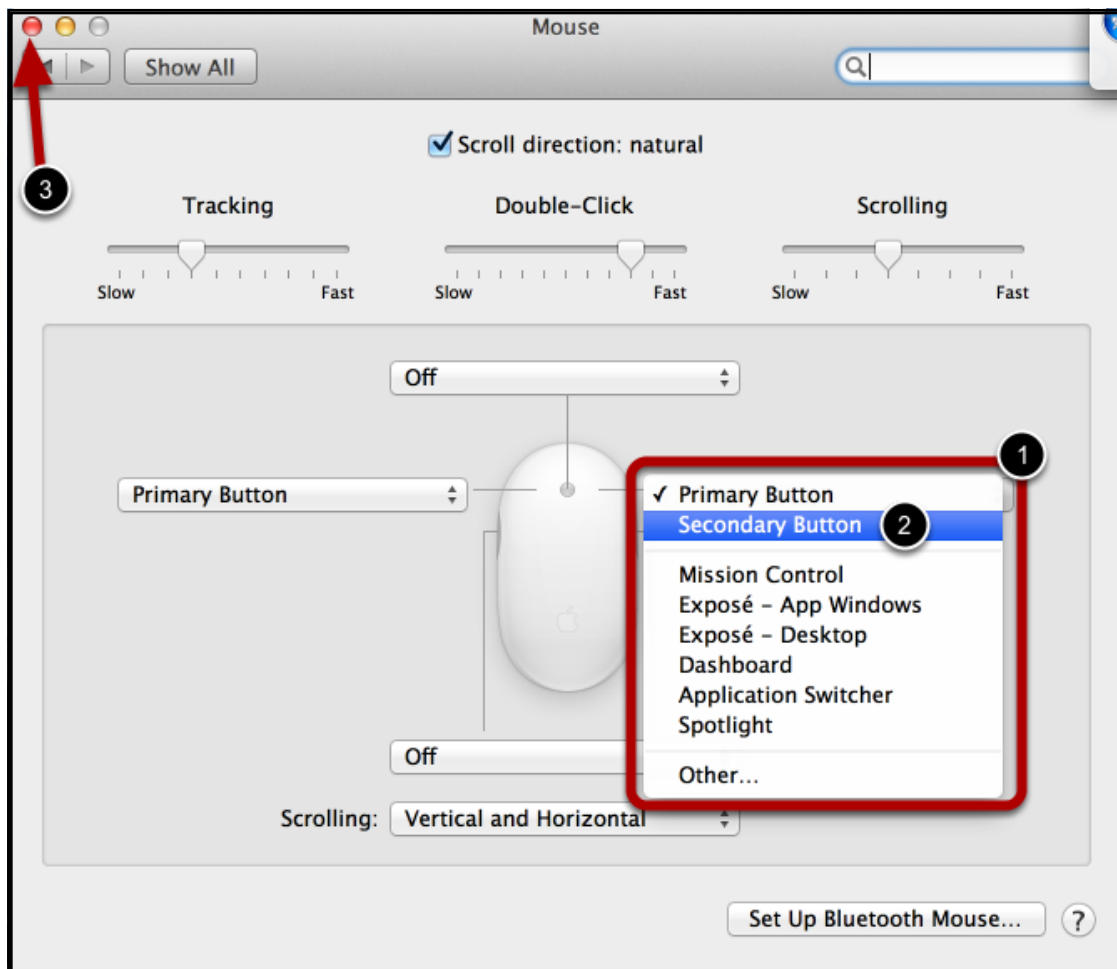 Mouse
Show All
Scroll direction: natural
3
Tracking
Double-Click
Scrolling
Slow Fast
Slow Fast
Slow Fast
Off
1
Primary Button
✓ Primary Button
Secondary Button 2
Mission Control
Exposé – App Windows
Exposé – Desktop
Dashboard
Application Switcher
Spotlight
Other...
Off
Scrolling: Vertical and Horizontal
Set Up Bluetooth Mouse... ?